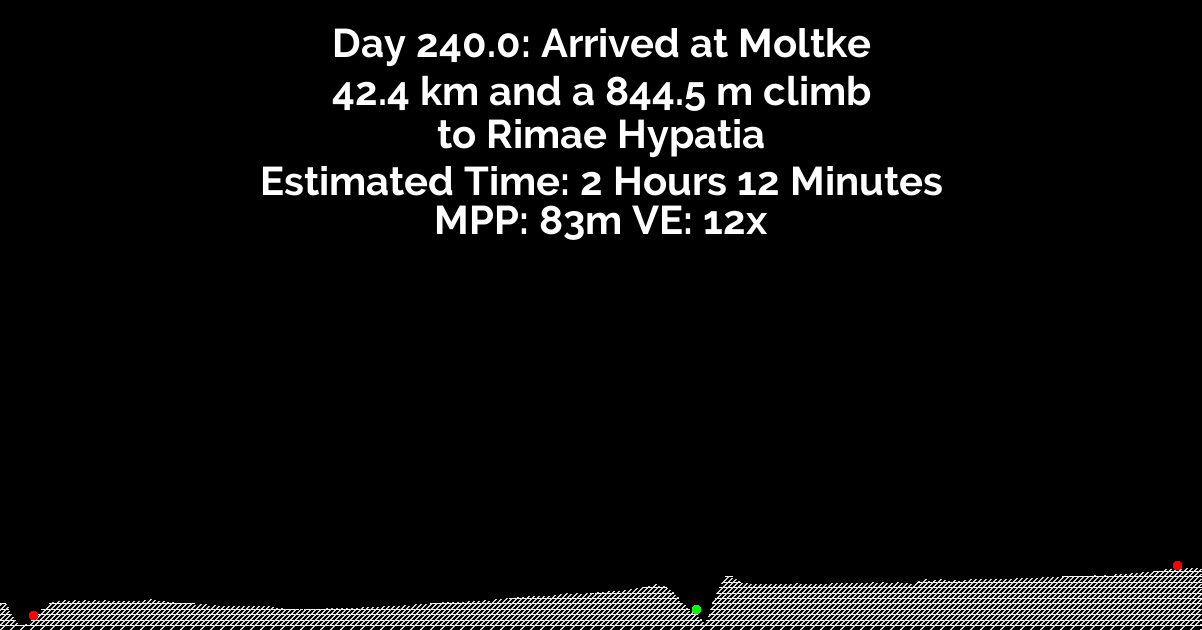 Day 240.0: Arrived at Moltke
42.4 km and a 844.5 m climb
to Rimae Hypatia
Estimated Time: 2 Hours 12 Minutes
MPP: 83m VE: 12x